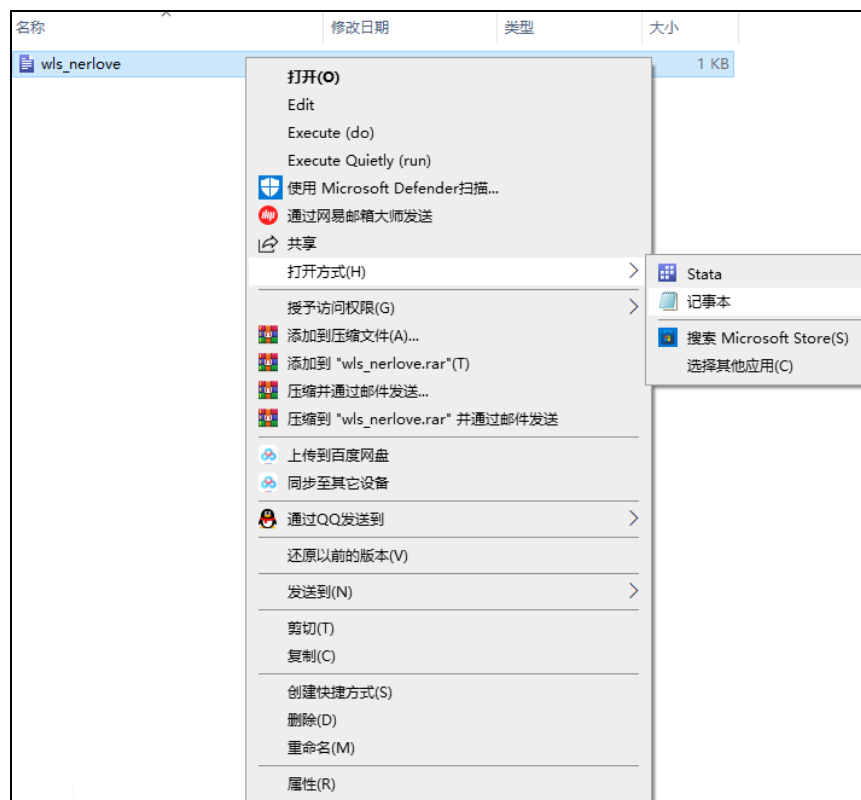 名称 修改日期 类型 大小
wls_nerlove 1 KB
打开(O)
Edit
Execute (do)
Execute Quietly (run)
使用 Microsoft Defender扫描...
通过网易邮箱大师发送
共享
打开方式(H)
Stata
授予访问权限(G)
记事本
添加到压缩文件(A)...
搜索 Microsoft Store(S)
添加到 "wls_nerlove.rar"(T)
选择其他应用(C)
压缩并通过邮件发送...
压缩到 "wls_nerlove.rar" 并通过邮件发送
上传到百度网盘
同步至其它设备
通过QQ发送到
还原以前的版本(V)
发送到(N)
剪切(T)
复制(C)
创建快捷方式(S)
删除(D)
重命名(M)
属性(R)